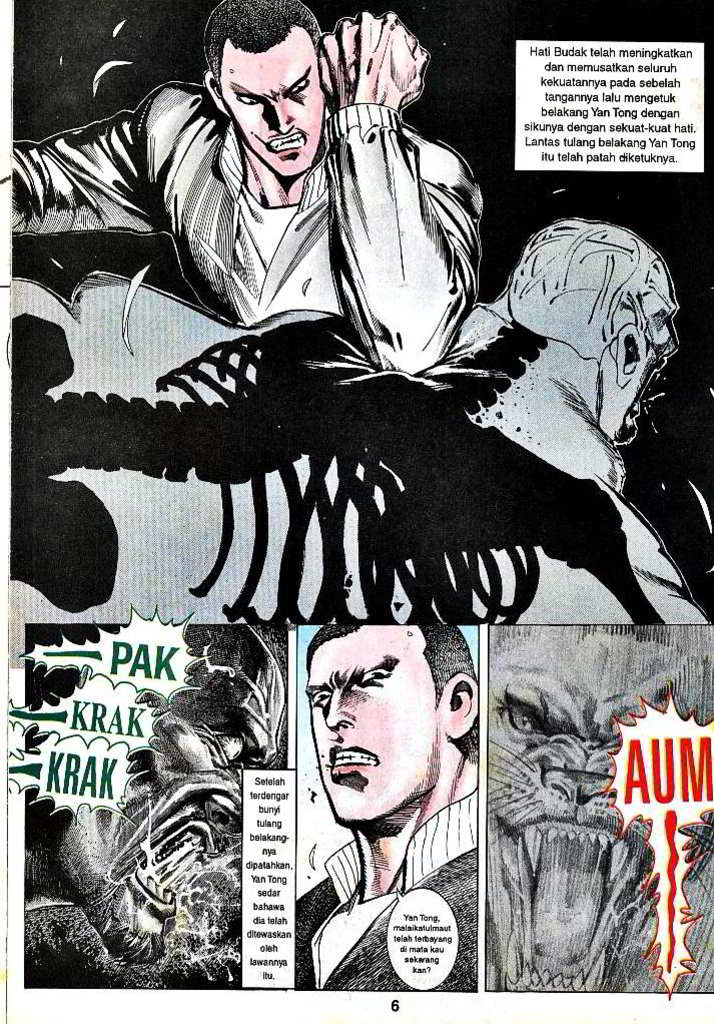 Hati Budak telah meningkatkan
dan memusatkan seluruh
kekuatannya pada sebelah
tangannya lalu mengetuk
belakang Yan Tong dengan
sikunya dengan sekuat-kuat hati.
Lantas tulang belakang Yan Tong
itu telah patah diketuknya.
PAK
KRAK
KRAK
Setelah
terdengar
bunyi
tulang
belakang-
nya
dipatahkan,
Yan Tong
sedar
bahawa
dia telah
ditewaskan
oleh
lawannya
itu.
Yan Tong,
malaikatulmaut
telah terbayang
di mata kau
sekarang
kan?
AUM!
6